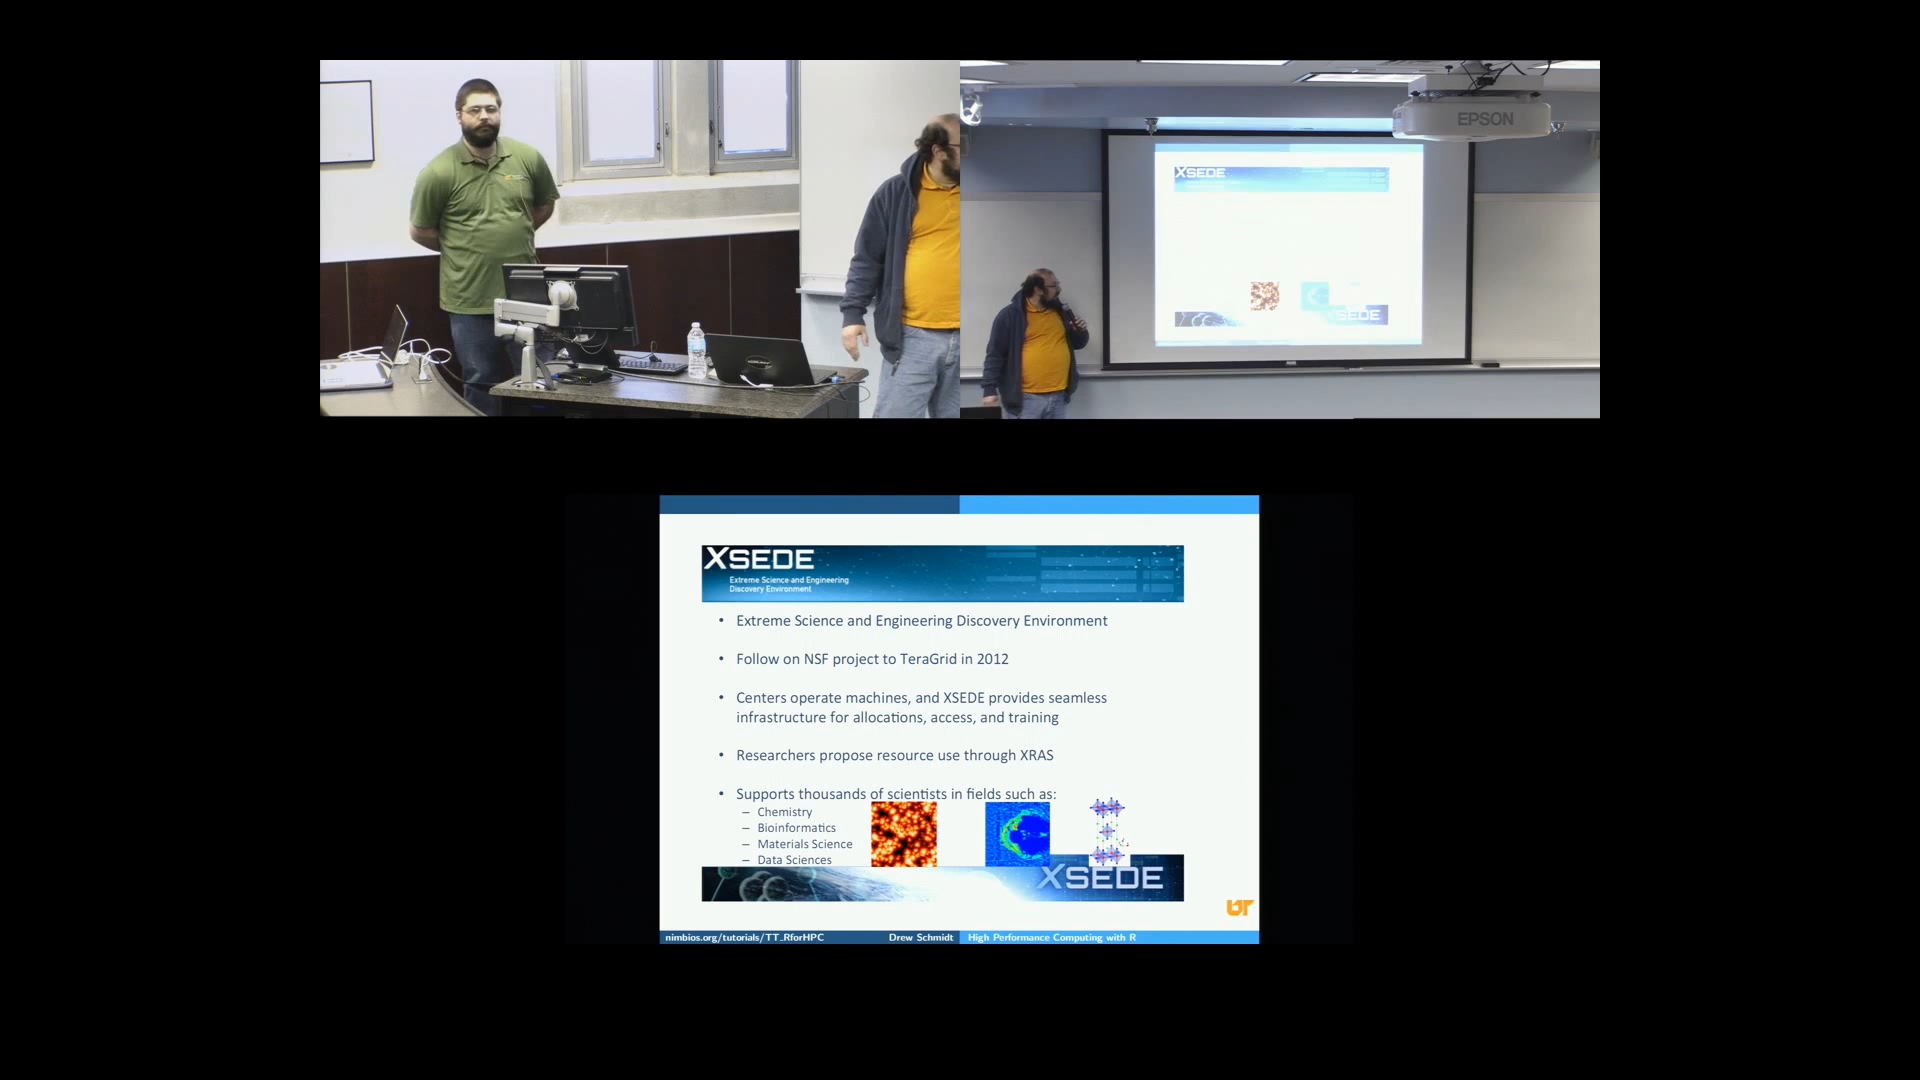 EPSON
XSEDE
XSEDE
XSEDE
Extreme Science and Engineering
Discovery Environment
• Extreme Science and Engineering Discovery Environment
• Follow on NSF project to TeraGrid in 2012
• Centers operate machines, and XSEDE provides seamless
infrastructure for allocations, access, and training
• Researchers propose resource use through XRAS
• Supports thousands of scientists in fields such as:
– Chemistry
– Bioinformatics
– Materials Science
– Data Sciences
XSEDE
UT
nimbios.org/tutorials/TT_RforHPC
Drew Schmidt
High Performance Computing with R